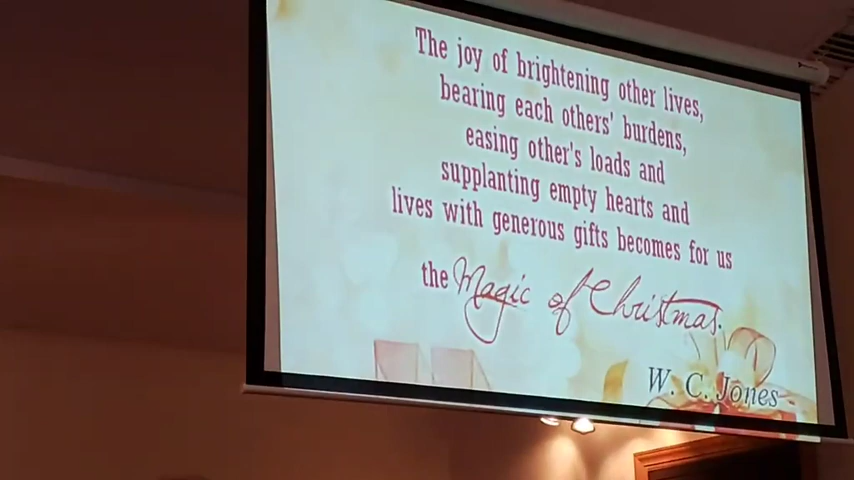 The joy of brightening other lives,
bearing each others' burdens,
easing other's loads and
supplanting empty hearts and
lives with generous gifts becomes for us
the Magic of Christmas.
W. C. Jones